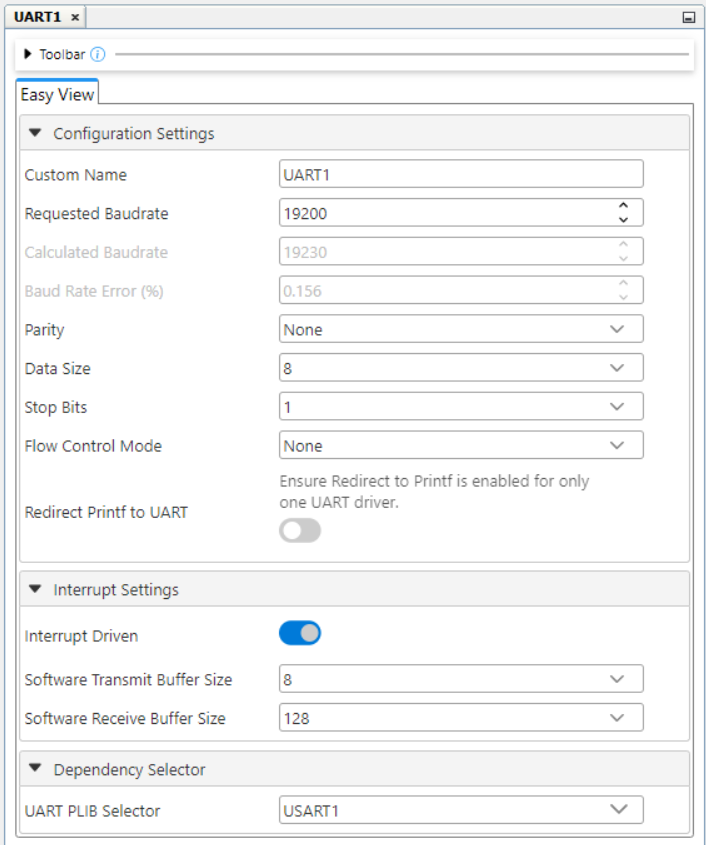 UART1 ×
Toolbar
Easy View
Configuration Settings
Custom Name UART1
Requested Baudrate 19200
Calculated Baudrate 19230
Baud Rate Error (%) 0.156
Parity None
Data Size 8
Stop Bits 1
Flow Control Mode None
Ensure Redirect to Printf is enabled for only
one UART driver.
Redirect Printf to UART
Interrupt Settings
Interrupt Driven
Software Transmit Buffer Size 8
Software Receive Buffer Size 128
Dependency Selector
UART PLIB Selector USART1